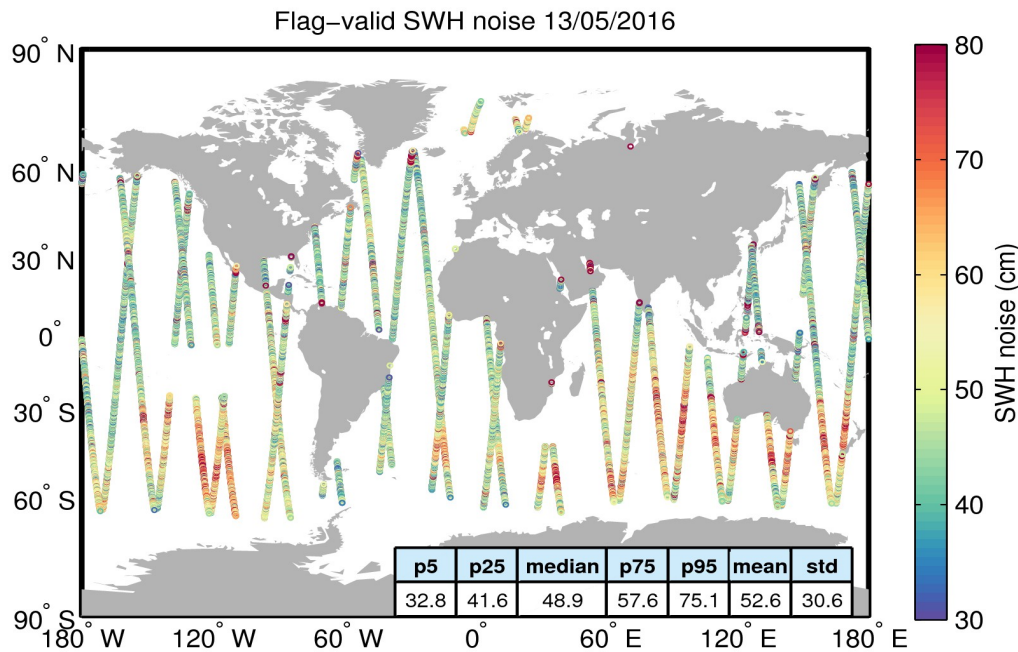 Flag−valid SWH noise 13/05/2016
90° N
60° N
30° N
0°
30° S
60° S
90° S
180° W
120° W
60° W
0°
60° E
120° E
180° E
80
70
60
50
40
30
SWH noise (cm)
p5 p25 median p75 p95 mean std
32.8 41.6 48.9 57.6 75.1 52.6 30.6